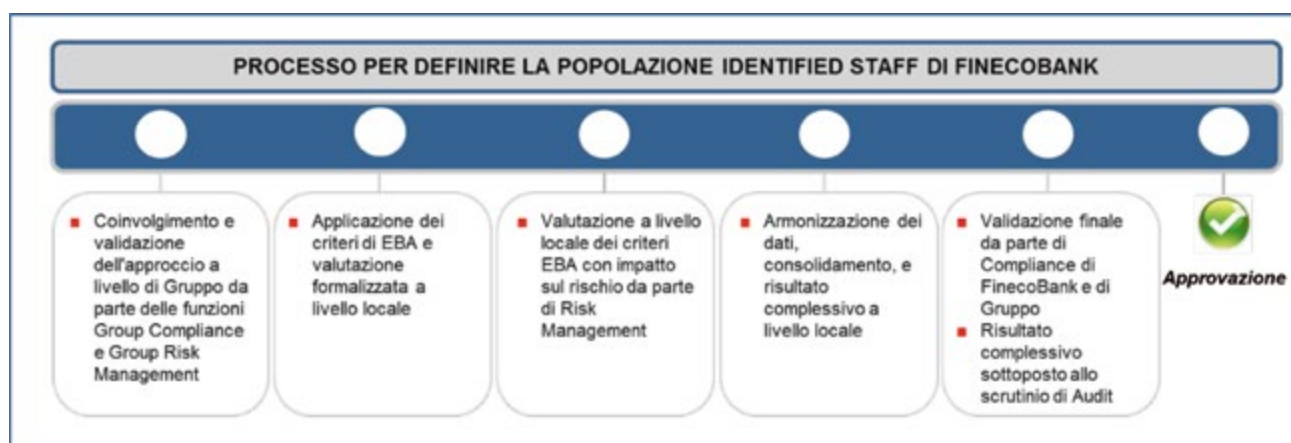 PROCESSO PER DEFINIRE LA POPOLAZIONE IDENTIFIED STAFF DI FINECOBANK
Coinvolgimento e
validazione
dell'approccio a
livello di Gruppo da
parte delle funzioni
Group Compliance
e Group Risk
Management
Applicazione dei
criteri di EBA e
valutazione
formalizzata a
livello locale
Valutazione a livello
locale dei criteri
EBA con impatto
sul rischio da parte
di Risk
Management
Armonizzazione dei
dati,
consolidamento, e
risultato
complessivo a
livello locale
Validazione finale
da parte di
Compliance di
FinecoBank e di
Gruppo
Risultato
complessivo
sottoposto allo
scrutinio di Audit
Approvazione